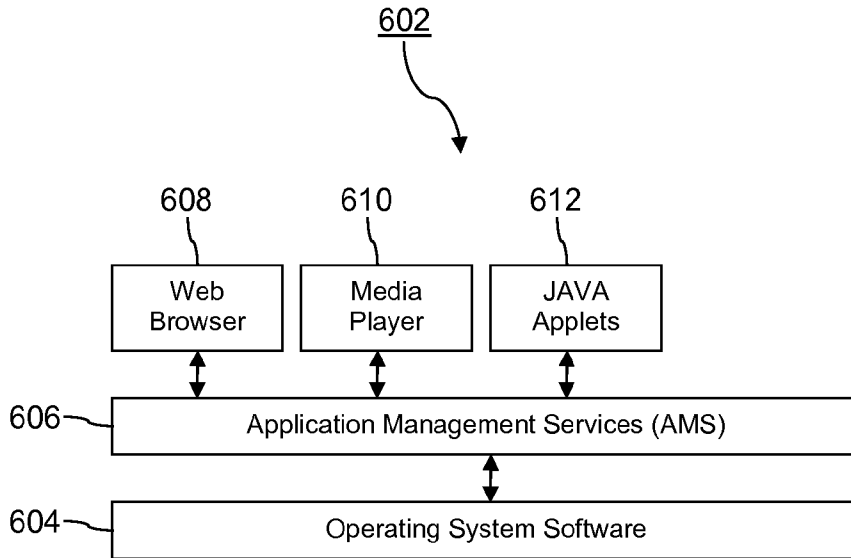 602
608
610
612
Web
Browser
Media
Player
JAVA
Applets
606
Application Management Services (AMS)
604
Operating System Software